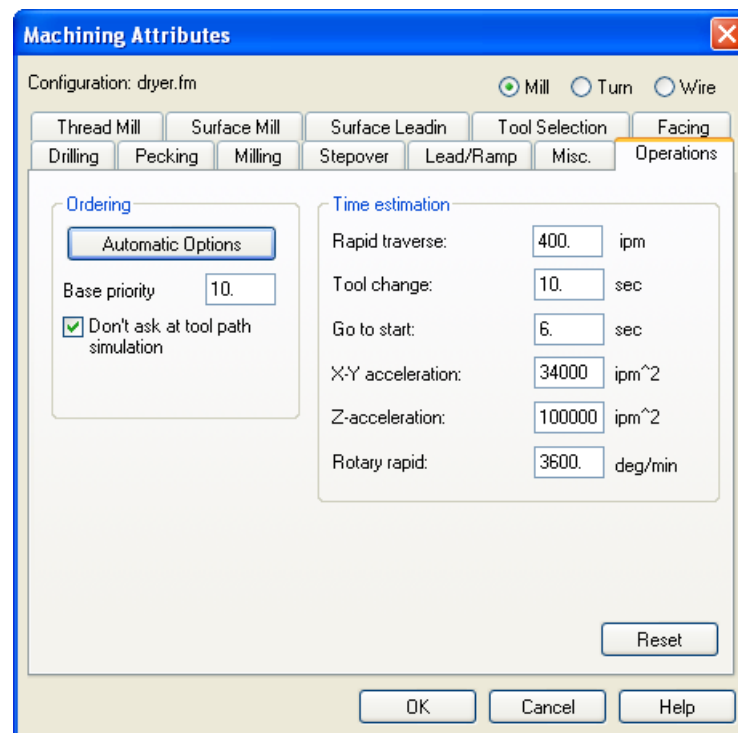 Machining Attributes
Configuration: dryer.fm Mill Turn Wire
Thread Mill Surface Mill Surface Leadin Tool Selection Facing
Drilling Pecking Milling Stepover Lead/Ramp Misc. Operations
Ordering Time estimation
Automatic Options Rapid traverse: 400. ipm
Base priority 10. Tool change: 10. sec
Don't ask at tool path Go to start: 6. sec
simulation
X-Y acceleration: 34000 ipm^2
Z-acceleration: 100000 ipm^2
Rotary rapid: 3600. deg/min
Reset
OK Cancel Help